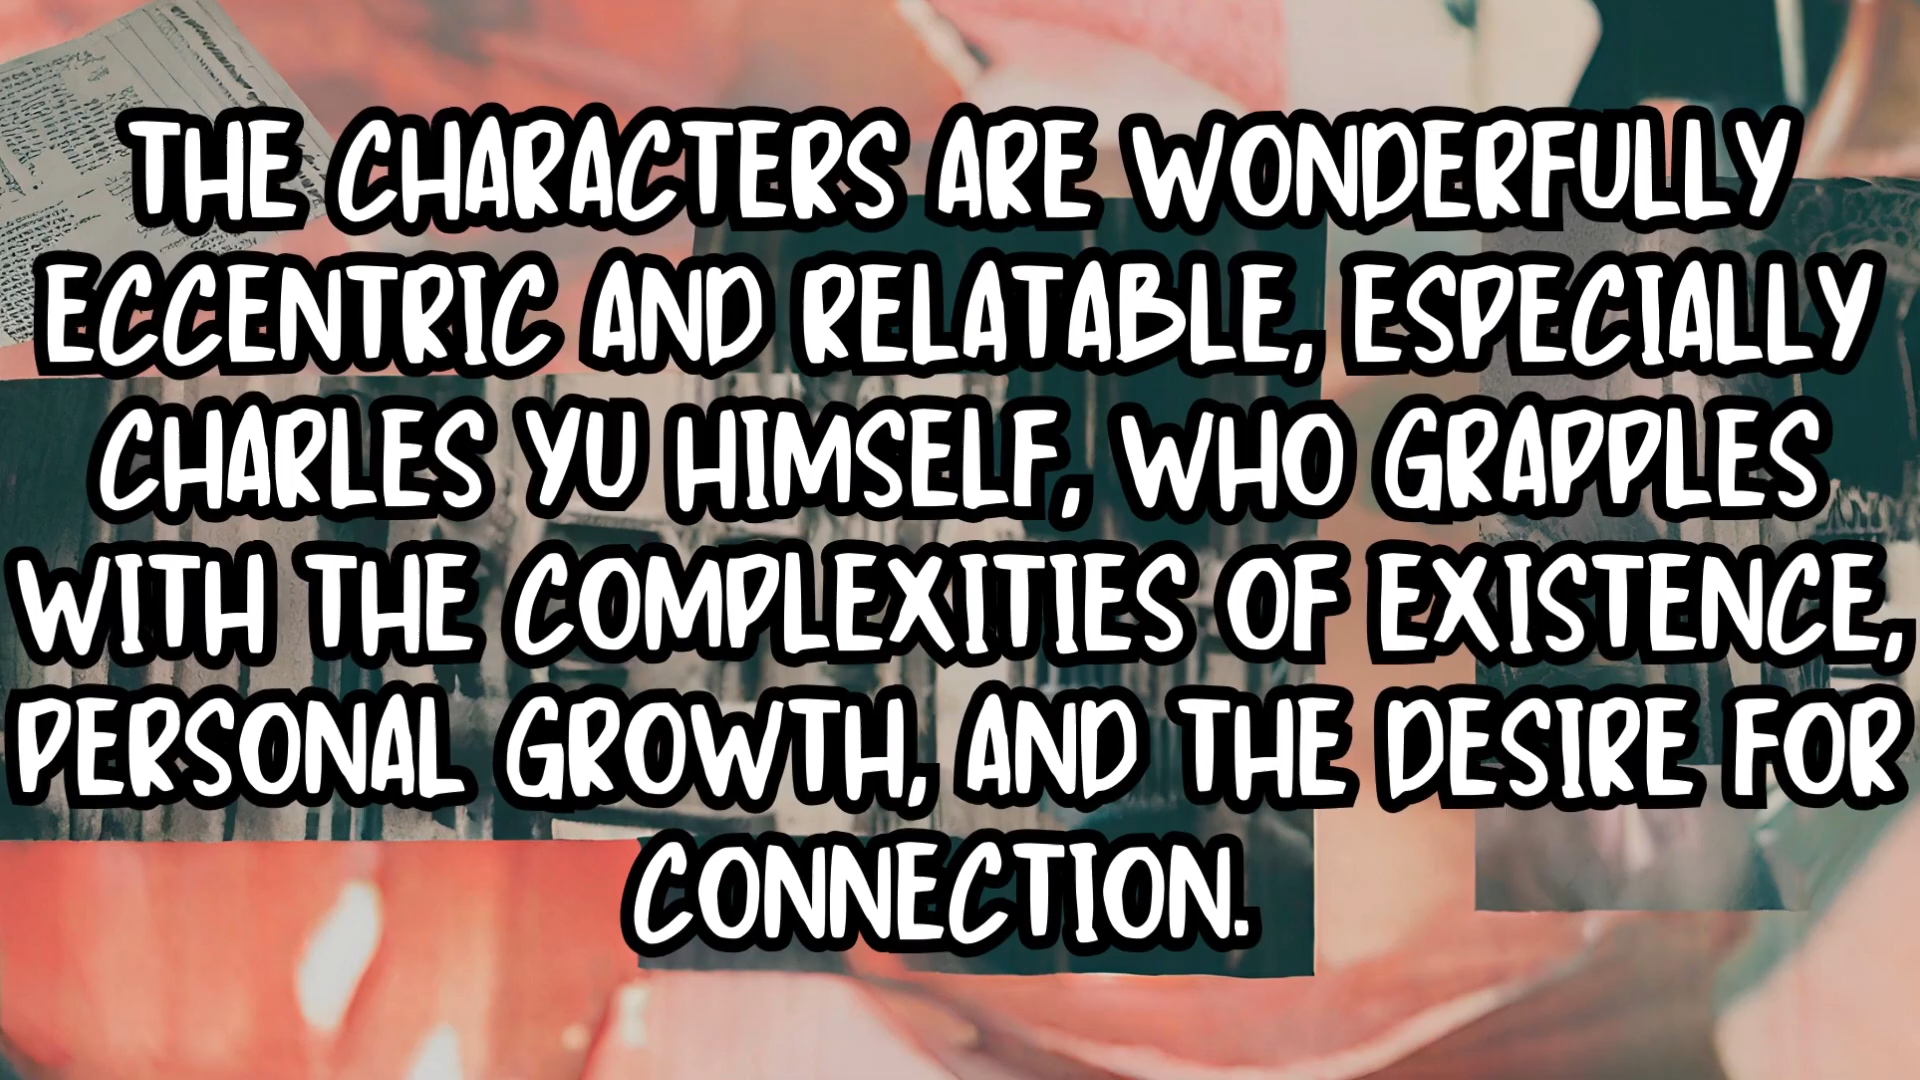 THE CHARACTERS ARE WONDERFULLY
ECCENTRIC AND RELATABLE, ESPECIALLY
CHARLES YU HIMSELF, WHO GRAPPLES
WITH THE COMPLEXITIES OF EXISTENCE,
PERSONAL GROWTH, AND THE DESIRE FOR
CONNECTION.